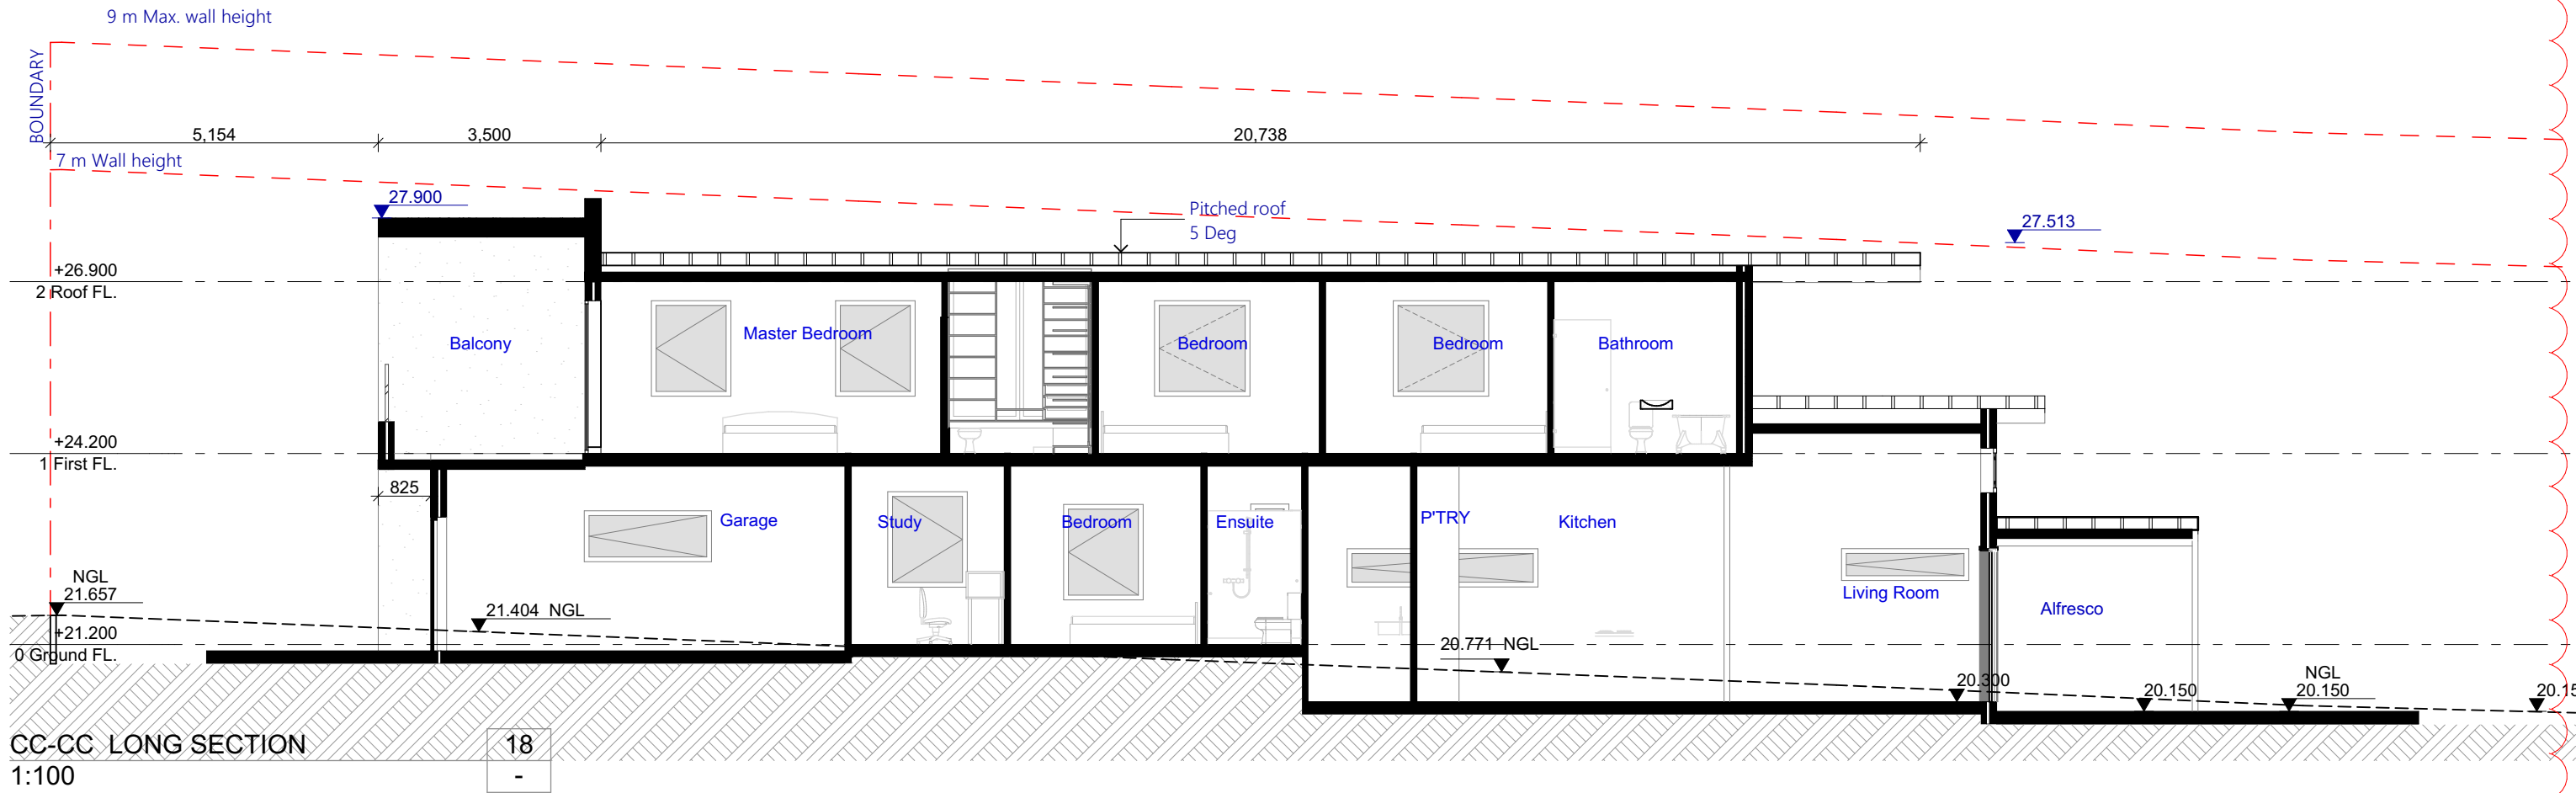 9 m Max. wall height
BOUNDARY
5,154
3,500
20,738
7 m Wall height
27.900
Pitched roof
5 Deg
27.513
+26.900
2 Roof FL.
Balcony
Master Bedroom
Bedroom
Bedroom
Bathroom
+24.200
1 First FL.
825
Garage
Study
Bedroom
Ensuite
P'TRY
Kitchen
Living Room
Alfresco
NGL
21.657
21.404 NGL
+21.200
0 Ground FL.
20.771 NGL
20.300
20.150
NGL
20.150
20.15
CC-CC LONG SECTION
18
1:100
-